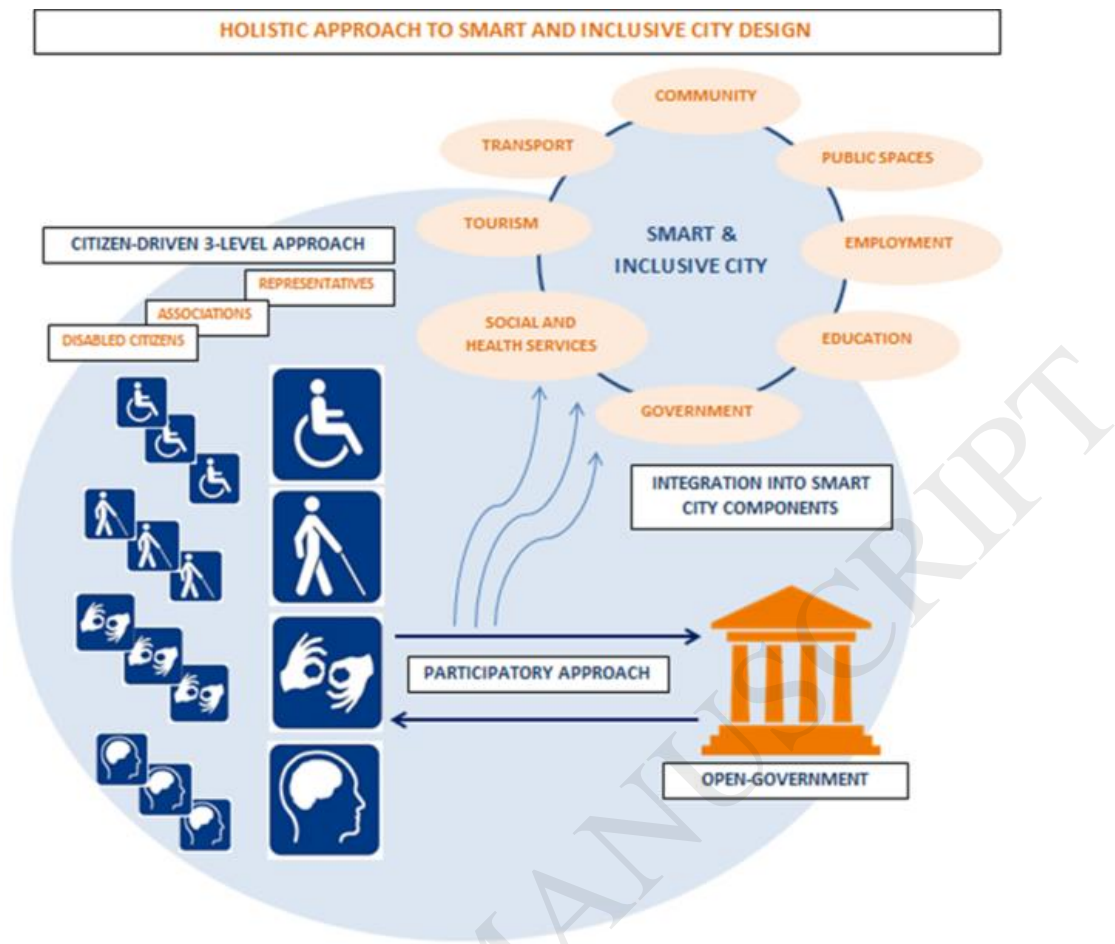 HOLISTIC APPROACH TO SMART AND INCLUSIVE CITY DESIGN
COMMUNITY
TRANSPORT
PUBLIC SPACES
TOURISM
SMART &
INCLUSIVE CITY
EMPLOYMENT
CITIZEN-DRIVEN 3-LEVEL APPROACH
REPRESENTATIVES
ASSOCIATIONS
DISABLED CITIZENS
SOCIAL AND
HEALTH SERVICES
EDUCATION
GOVERNMENT
INTEGRATION INTO SMART
CITY COMPONENTS
PARTICIPATORY APPROACH
OPEN-GOVERNMENT
MANUSCRIPT